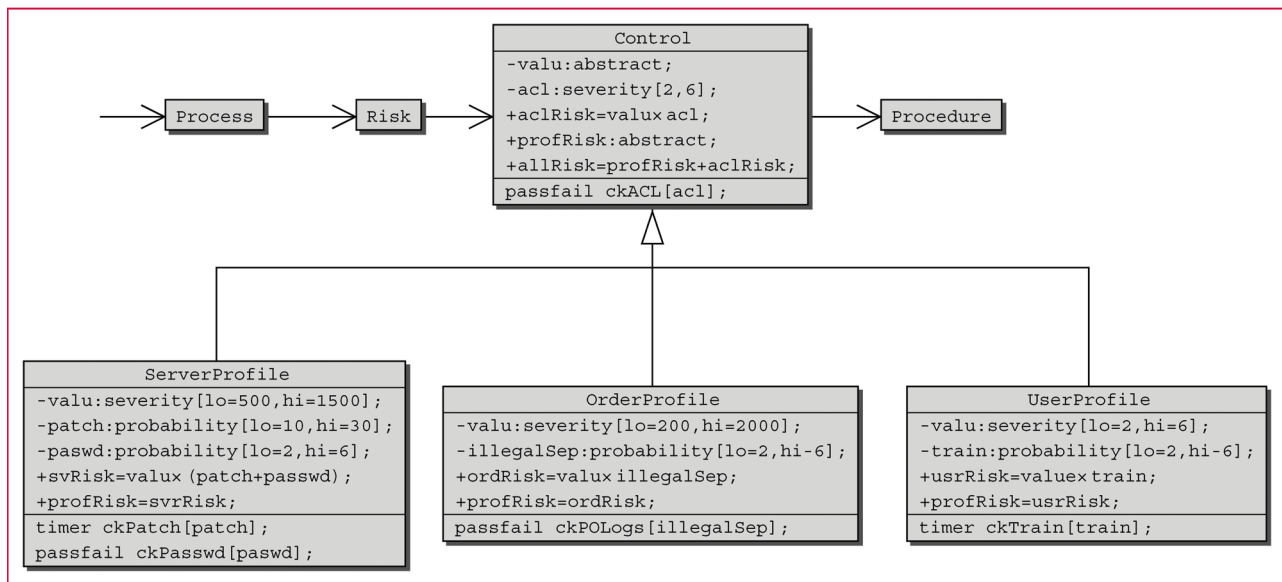 Control
-valu:abstract;
-acl:severity[2,6];
+aclRisk=valu×acl;
+profRisk:abstract;
+allRisk=profRisk+aclRisk;
passfail ckACL[acl];
Process
Risk
Procedure
ServerProfile
-valu:severity[lo=500,hi=1500];
-patch:probability[lo=10,hi=30];
-paswd:probability[lo=2,hi=6];
+svRisk=valu×(patch+passwd);
+profRisk=svrRisk;
timer ckPatch[patch];
passfail ckPasswd[paswd];
OrderProfile
-valu:severity[lo=200,hi=2000];
-illegalSep:probability[lo=2,hi-6];
+ordRisk=valu×illegalSep;
+profRisk=ordRisk;
passfail ckPOLogs[illegalSep];
UserProfile
-valu:severity[lo=2,hi=6];
-train:probability[lo=2,hi-6];
+usrRisk=value×train;
+profRisk=usrRisk;
timer ckTrain[train];